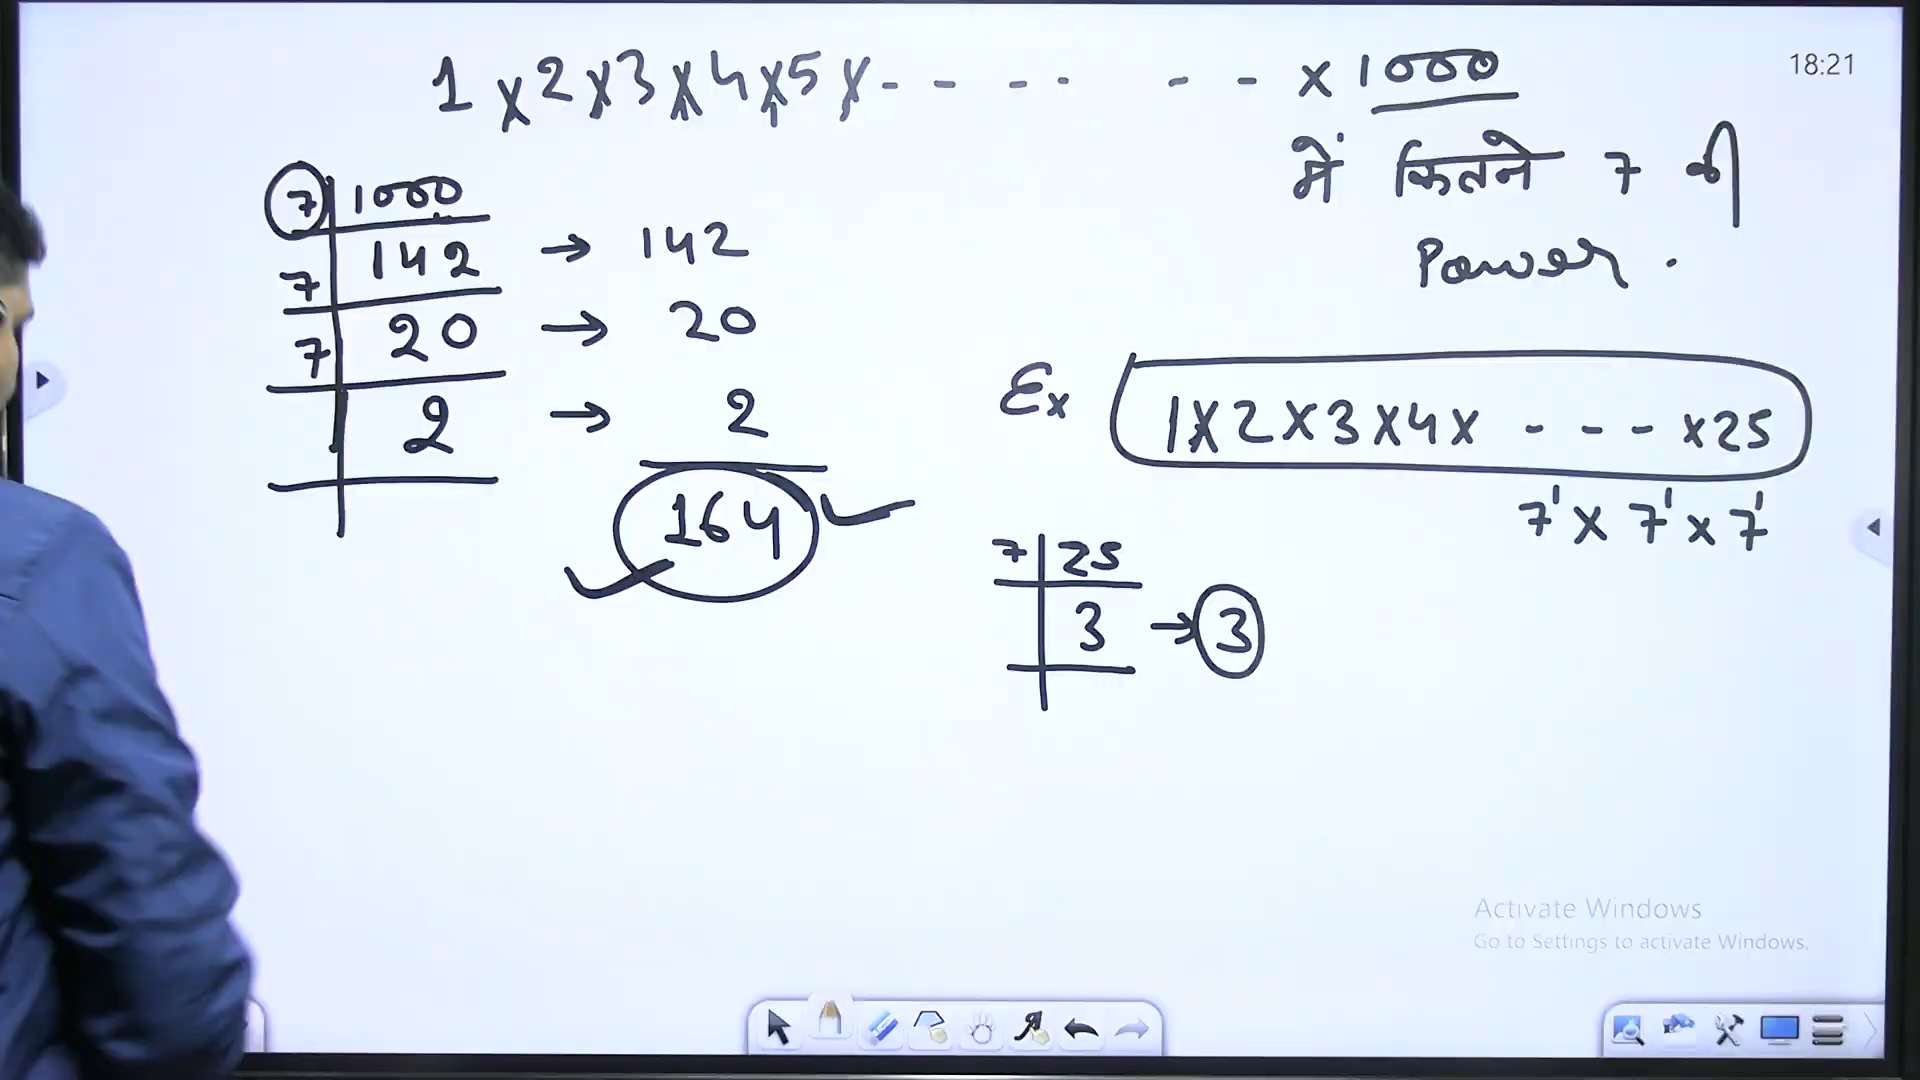 18:21
1 x 2 x 3 x 4 x 5 x - - - - - - x 1000
में कितने 7 की
Power.
7 | 1000
7 | 142 → 142
7 | 20 → 20
2 → 2
164
Ex 1 x 2 x 3 x 4 x - - - x 25
7¹ x 7¹ x 7¹
7 | 25
3 → 3
Activate Windows
Go to Settings to activate Windows.